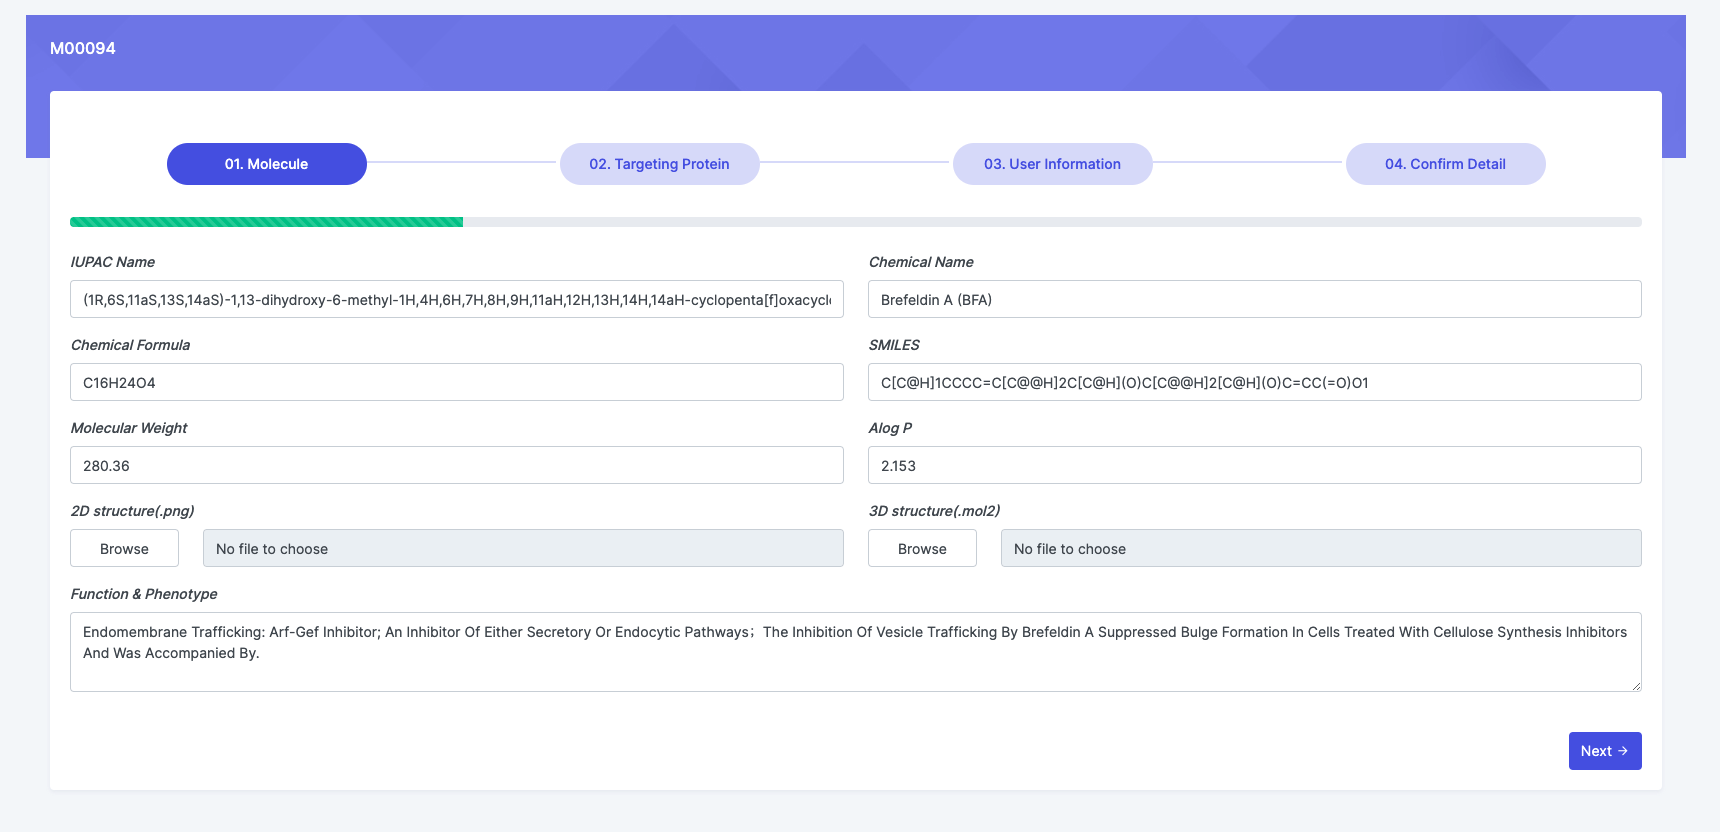 M00094
01. Molecule
02. Targeting Protein
03. User Information
04. Confirm Detail
IUPAC Name
Chemical Name
(1R,6S,11aS,13S,14aS)-1,13-dihydroxy-6-methyl-1H,4H,6H,7H,8H,9H,11aH,12H,13H,14H,14aH-cyclopenta[f]oxacycl
Brefeldin A (BFA)
Chemical Formula
SMILES
C16H24O4
C[C@H]1CCCC=C[C@@H]2C[C@H](O)C[C@@H]2[C@H](O)C=CC(=O)O1
Molecular Weight
Alog P
280.36
2.153
2D structure(.png)
3D structure(.mol2)
Browse
No file to choose
Browse
No file to choose
Function & Phenotype
Endomembrane Trafficking: Arf-Gef Inhibitor; An Inhibitor Of Either Secretory Or Endocytic Pathways；The Inhibition Of Vesicle Trafficking By Brefeldin A Suppressed Bulge Formation In Cells Treated With Cellulose Synthesis Inhibitors
And Was Accompanied By.
Next →